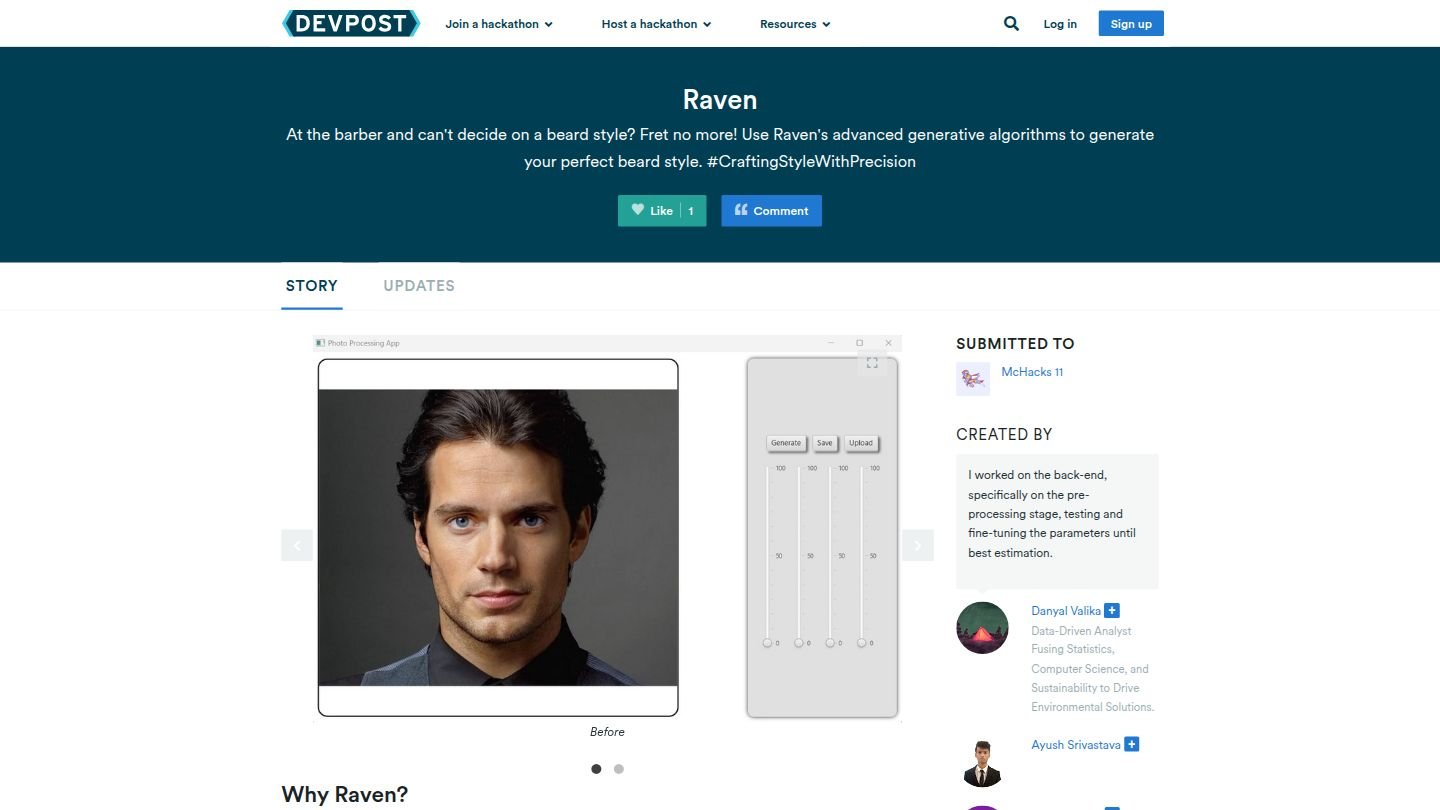 DEVPOST
Join a hackathon
Host a hackathon
Resources
Log in
Sign up
Raven
At the barber and can't decide on a beard style? Fret no more! Use Raven's advanced generative algorithms to generate
your perfect beard style. #CraftingStyleWithPrecision
Like 1
Comment
STORY
UPDATES
Photo Processing App
Generate
Save
Upload
100 100 100 100
50 50 50 50
0 0 0 0
Before
Why Raven?
SUBMITTED TO
McHacks 11
CREATED BY
I worked on the back-end,
specifically on the pre-
processing stage, testing and
fine-tuning the parameters until
best estimation.
Danyal Valika
Data-Driven Analyst
Fusing Statistics,
Computer Science, and
Sustainability to Drive
Environmental Solutions.
Ayush Srivastava